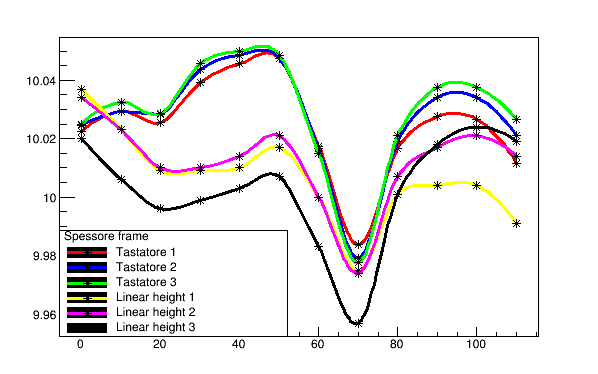 10.04
10.02
10
9.98
9.96
Spessore frame
Tastatore 1
Tastatore 2
Tastatore 3
Linear height 1
Linear height 2
Linear height 3
0 20 40 60 80 100